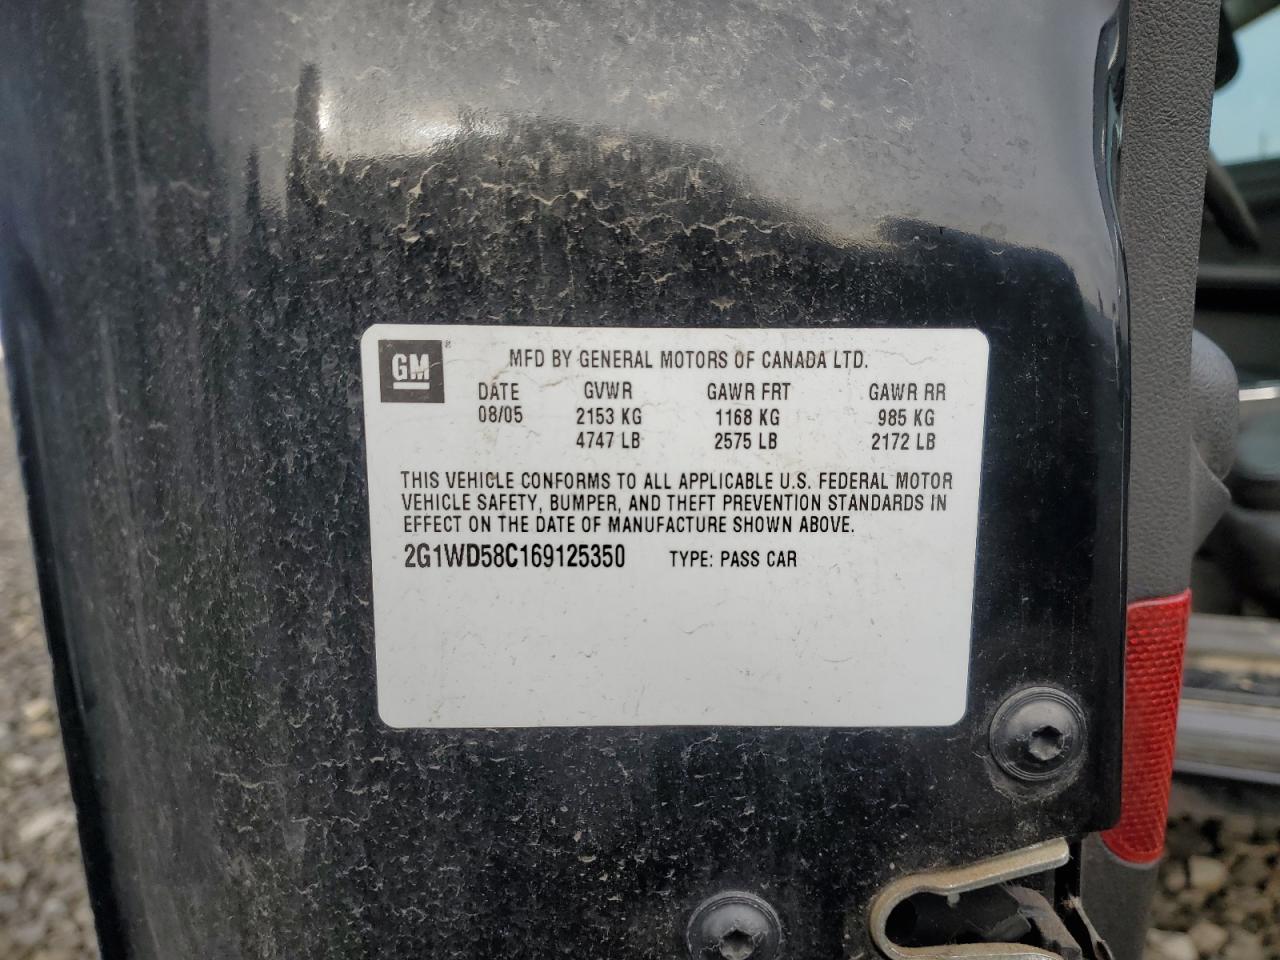 GM® MFD BY GENERAL MOTORS OF CANADA LTD.
DATE GVWR GAWR FRT GAWR RR
08/05 2153 KG 1168 KG 985 KG
4747 LB 2575 LB 2172 LB
THIS VEHICLE CONFORMS TO ALL APPLICABLE U.S. FEDERAL MOTOR
VEHICLE SAFETY, BUMPER, AND THEFT PREVENTION STANDARDS IN
EFFECT ON THE DATE OF MANUFACTURE SHOWN ABOVE.
2G1WD58C169125350 TYPE: PASS CAR